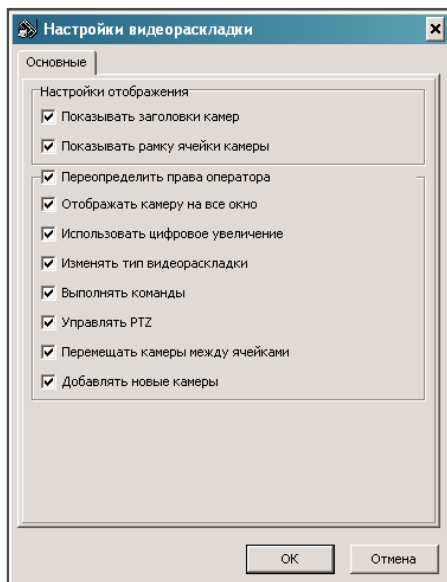 Настройки видеораскладки
Основные
Настройки отображения
Показывать заголовки камер
Показывать рамку ячейки камеры
Переопределить права оператора
Отображать камеру на все окно
Использовать цифровое увеличение
Изменять тип видеораскладки
Выполнять команды
Управлять PTZ
Перемещать камеры между ячейками
Добавлять новые камеры
OK
Отмена